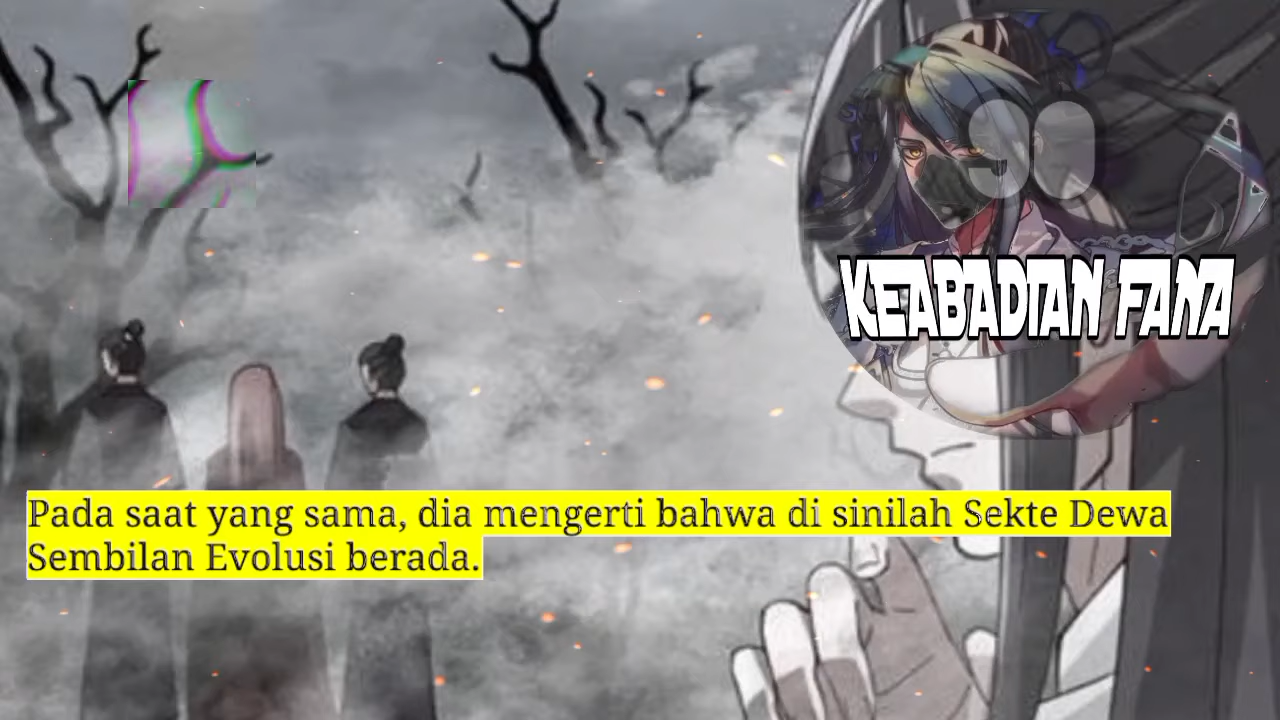 KEABADIAN FANA
Pada saat yang sama, dia mengerti bahwa di sinilah Sekte Dewa
Sembilan Evolusi berada.